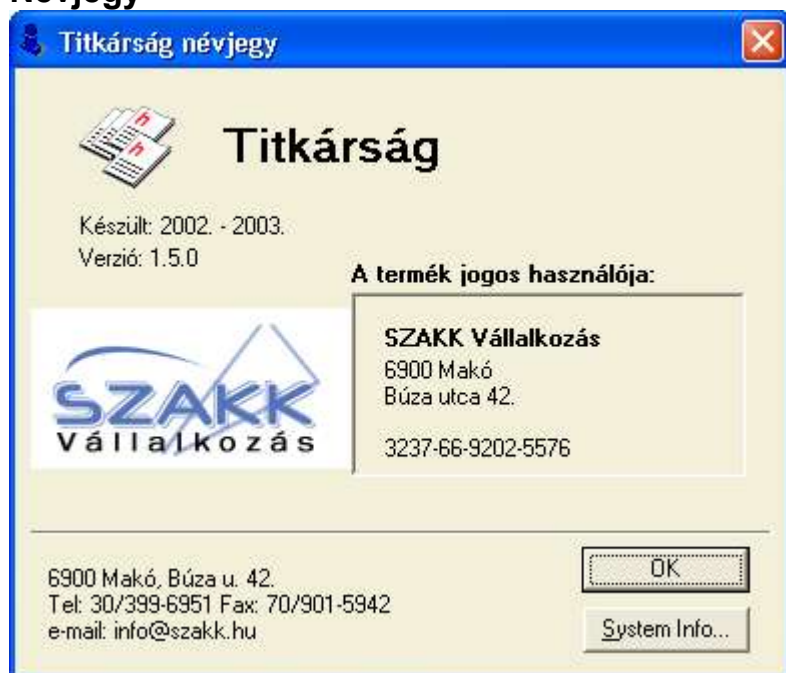 Névjegy
Titkárság névjegy
Titkárság
Készült: 2002. - 2003.
Verzió: 1.5.0
A termék jogos használója:
SZAKK
Vállalkozás
SZAKK Vállalkozás
6900 Makó
Búza utca 42.
3237-66-9202-5576
6900 Makó, Búza u. 42.
Tel: 30/399-6951 Fax: 70/901-5942
e-mail: info@szakk.hu
OK
System Info...